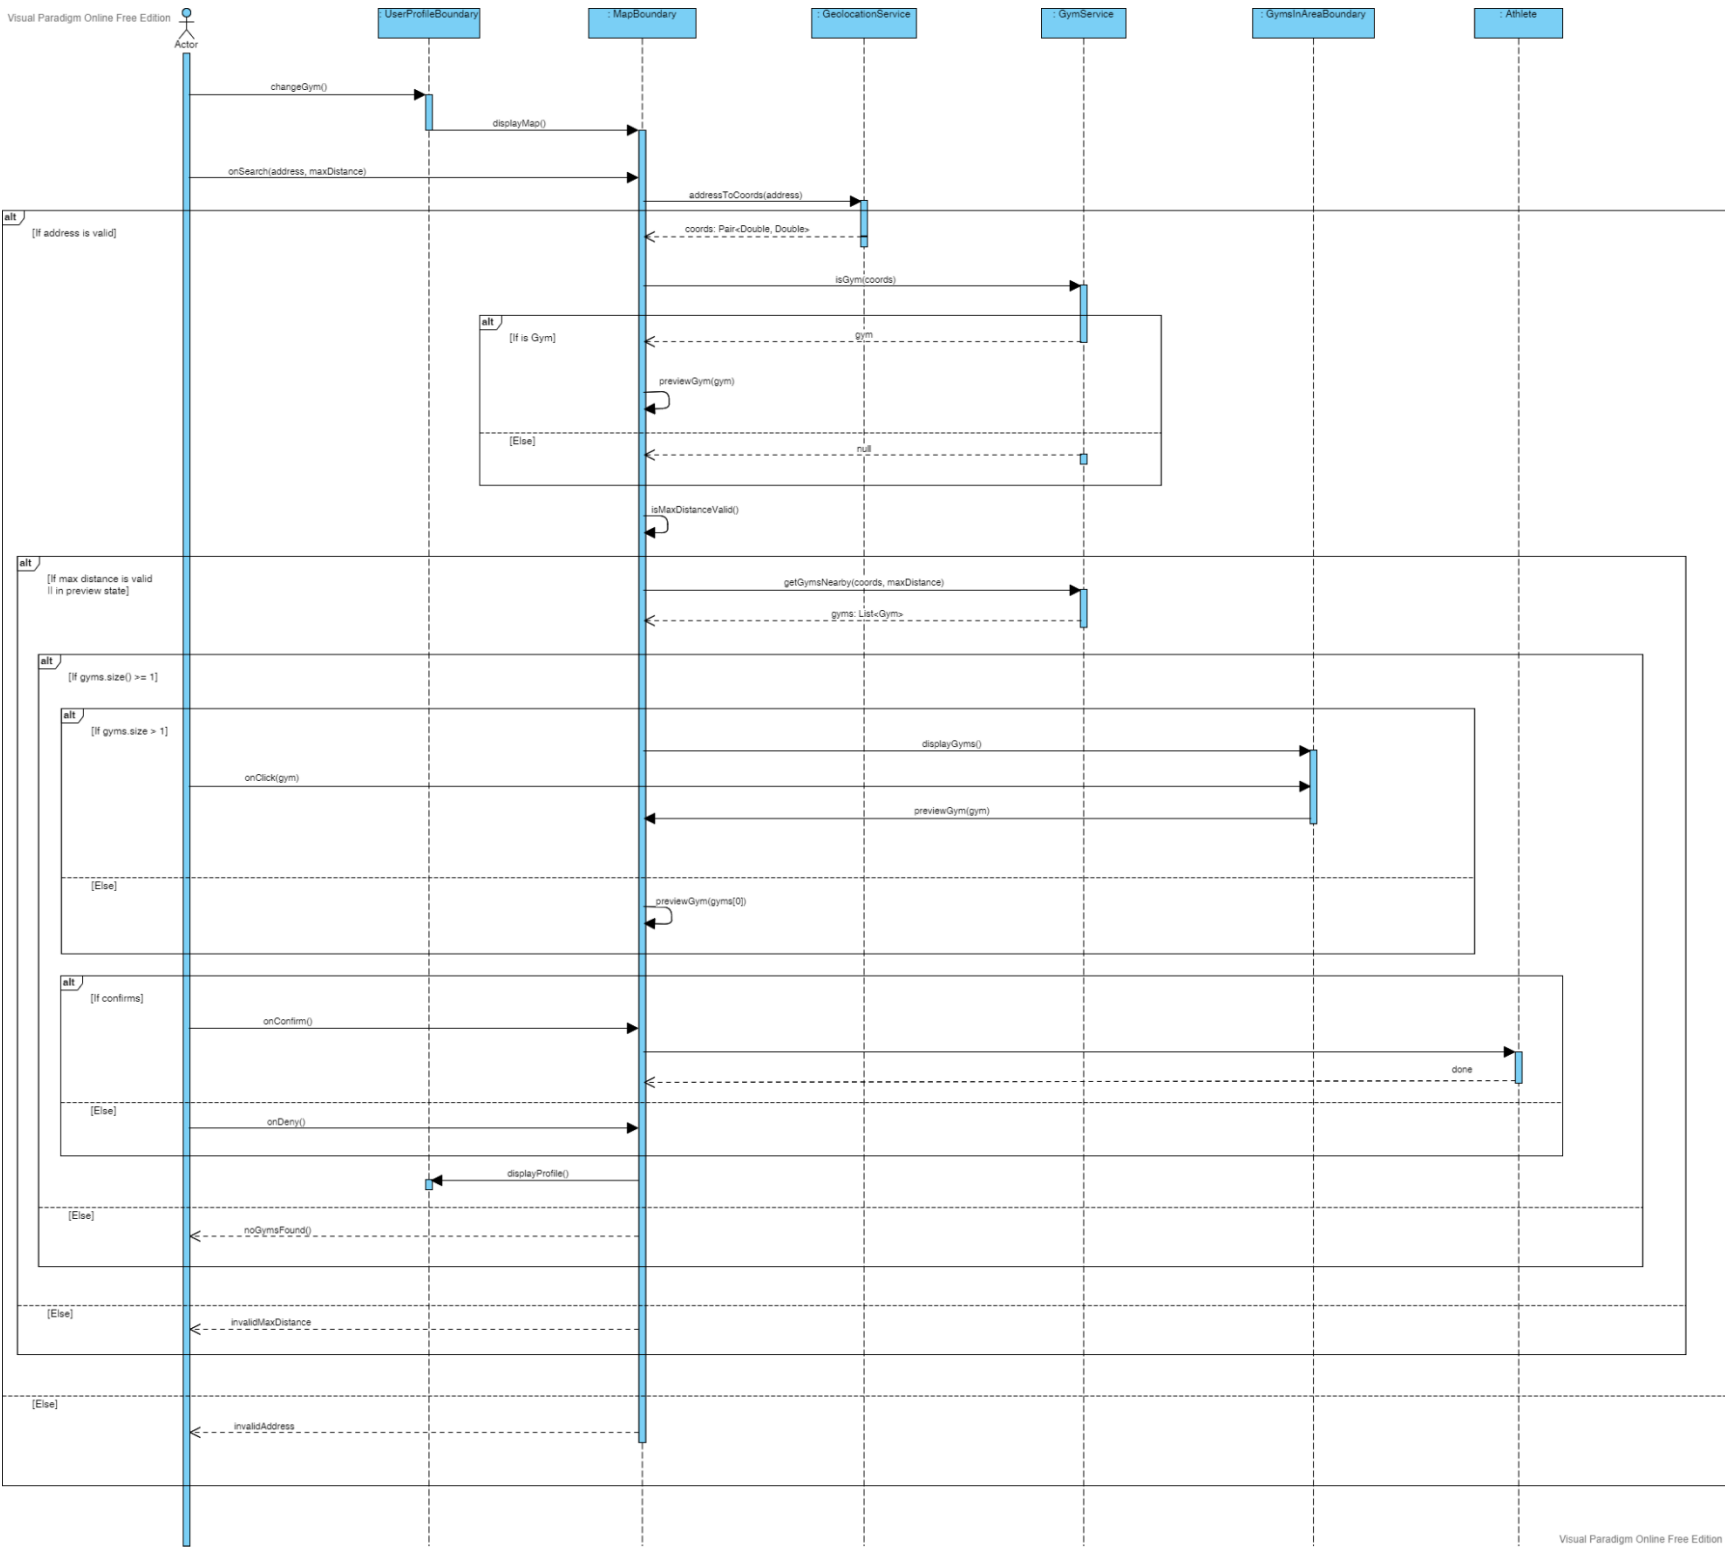 Visual Paradigm Online Free Edition
Actor
: UserProfileBoundary
: MapBoundary
: GeolocationService
: GymService
: GymsInAreaBoundary
: Athlete
changeGym()
displayMap()
onSearch(address, maxDistance)
addressToCoords(address)
alt
[If address is valid]
coords: Pair<Double, Double>
isGym(coords)
alt
[If is Gym]
gym
previewGym(gym)
[Else]
null
isMaxDistanceValid()
alt
[If max distance is valid
|| in preview state]
getGymsNearby(coords, maxDistance)
gyms: List<Gym>
alt
[If gyms.size() >= 1]
alt
[If gyms.size > 1]
displayGyms()
onClick(gym)
previewGym(gym)
[Else]
previewGym(gyms[0])
alt
[If confirms]
onConfirm()
done
[Else]
onDeny()
displayProfile()
[Else]
noGymsFound()
[Else]
invalidMaxDistance
[Else]
invalidAddress
Visual Paradigm Online Free Edition